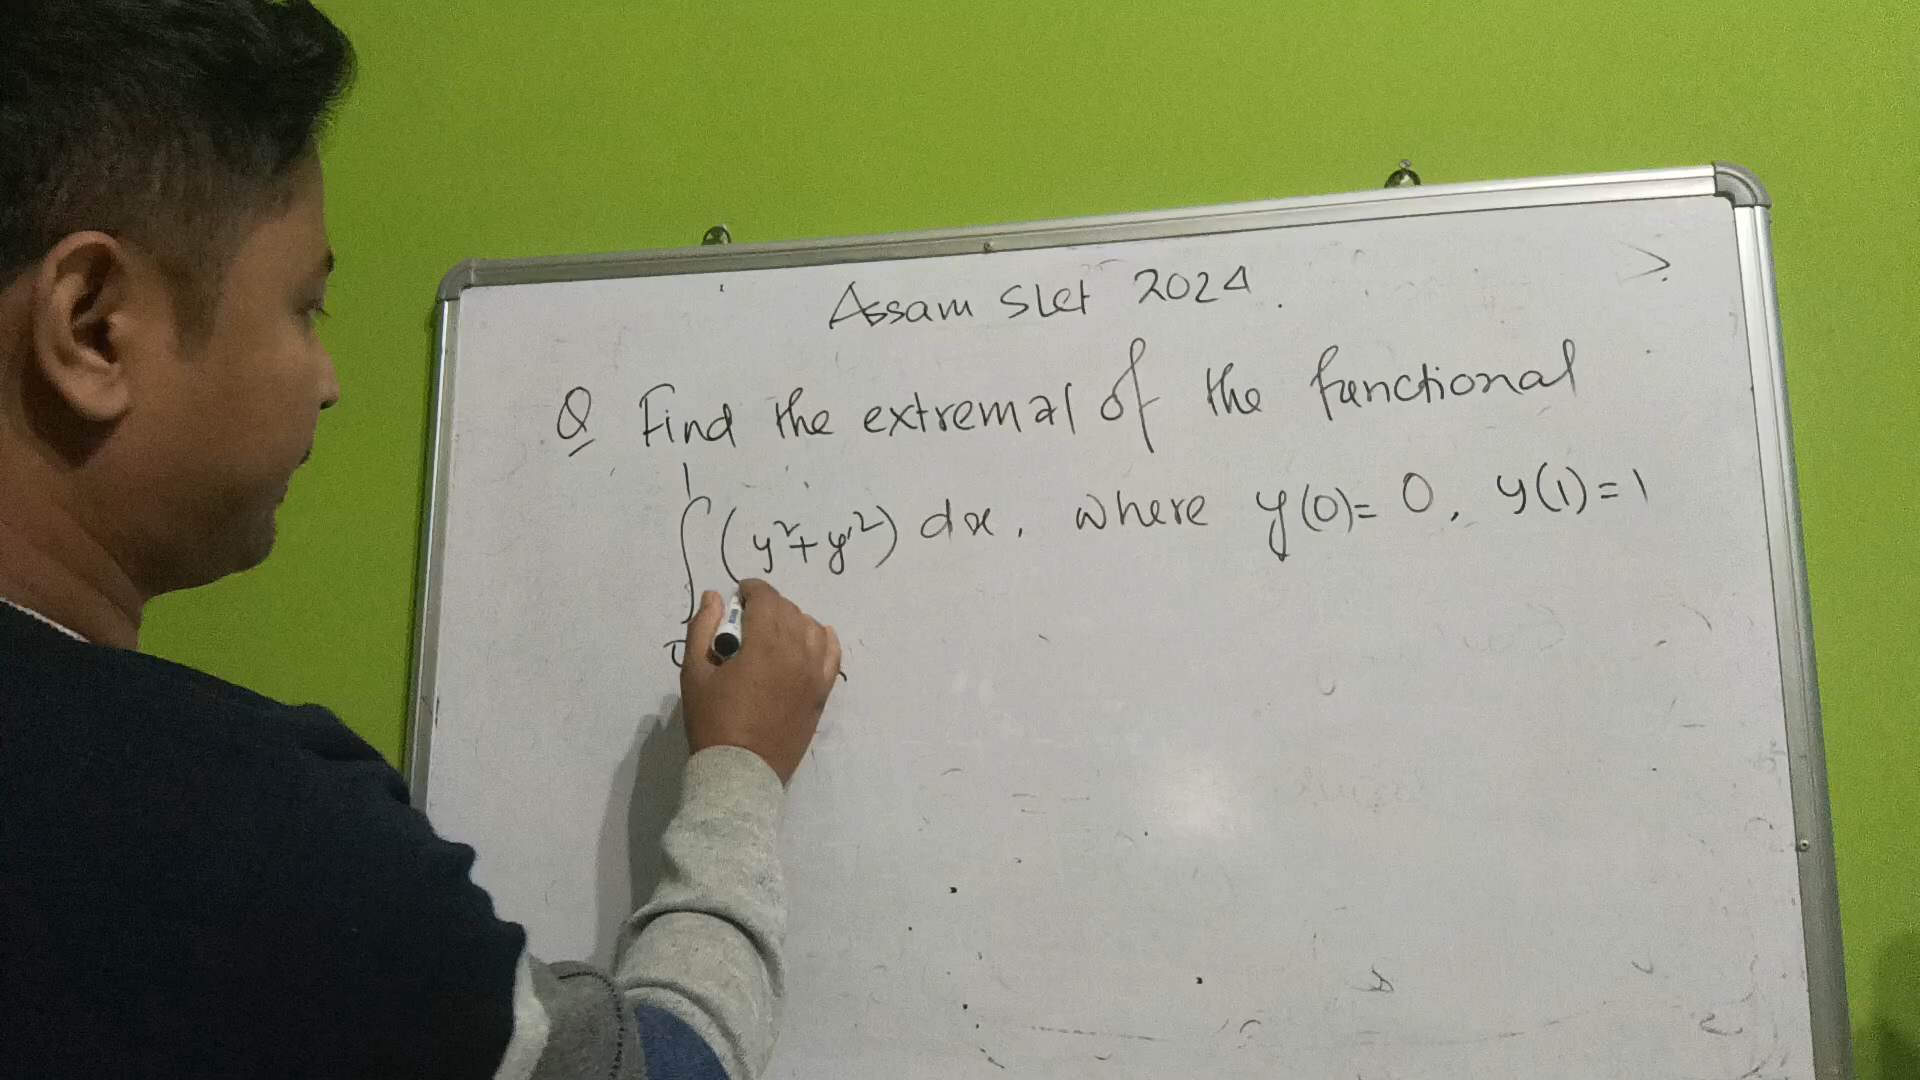 Assam SLET 2024.
Q Find the extremal of the functional
∫₀¹ (y²+y'²) dx, where y(0)= 0, y(1)=1